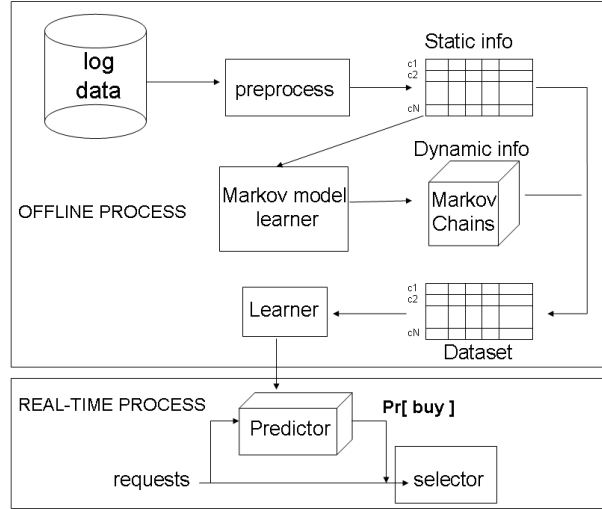 log
data
preprocess
Static info
c1
c2
cN
Dynamic info
Markov model
learner
Markov
Chains
OFFLINE PROCESS
Learner
c1
c2
cN
Dataset
REAL-TIME PROCESS
Predictor
Pr[ buy ]
requests
selector